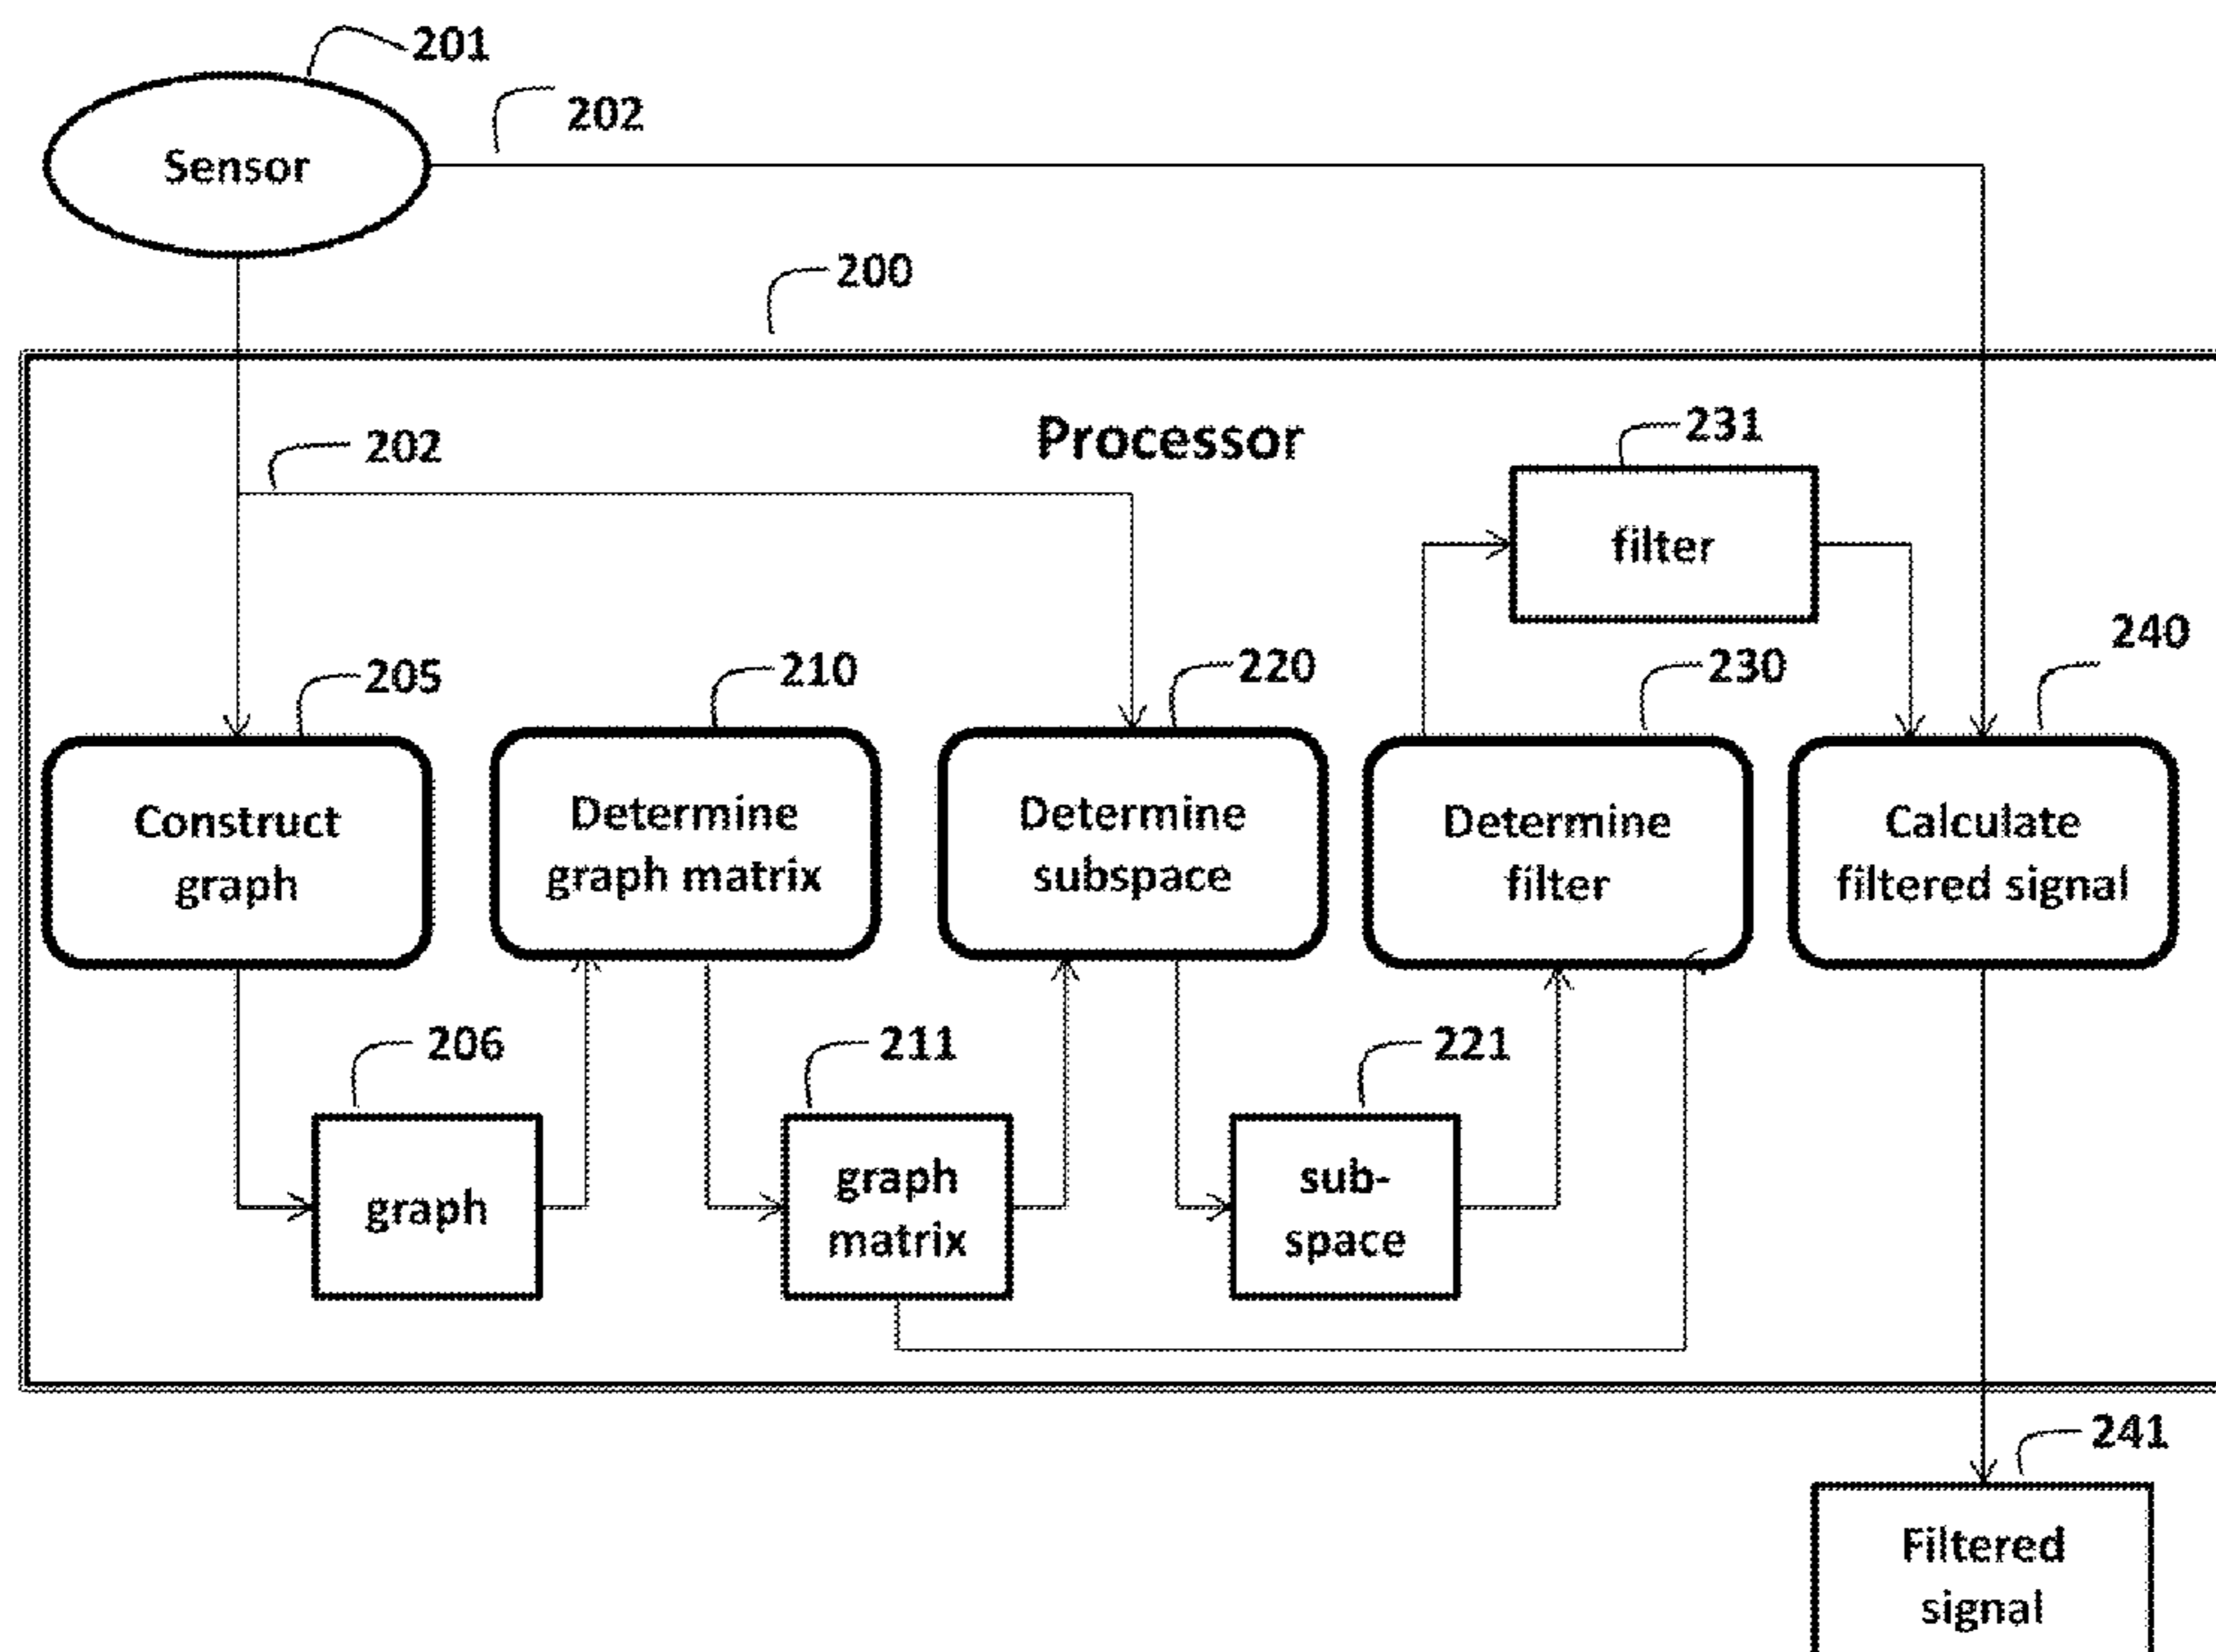 201
202
Sensor
200
Processor
202
231
filter
205
210
220
230
240
Construct
graph
Determine
graph matrix
Determine
subspace
Determine
filter
Calculate
filtered signal
206
211
221
graph
graph
matrix
sub-
space
241
Filtered
signal